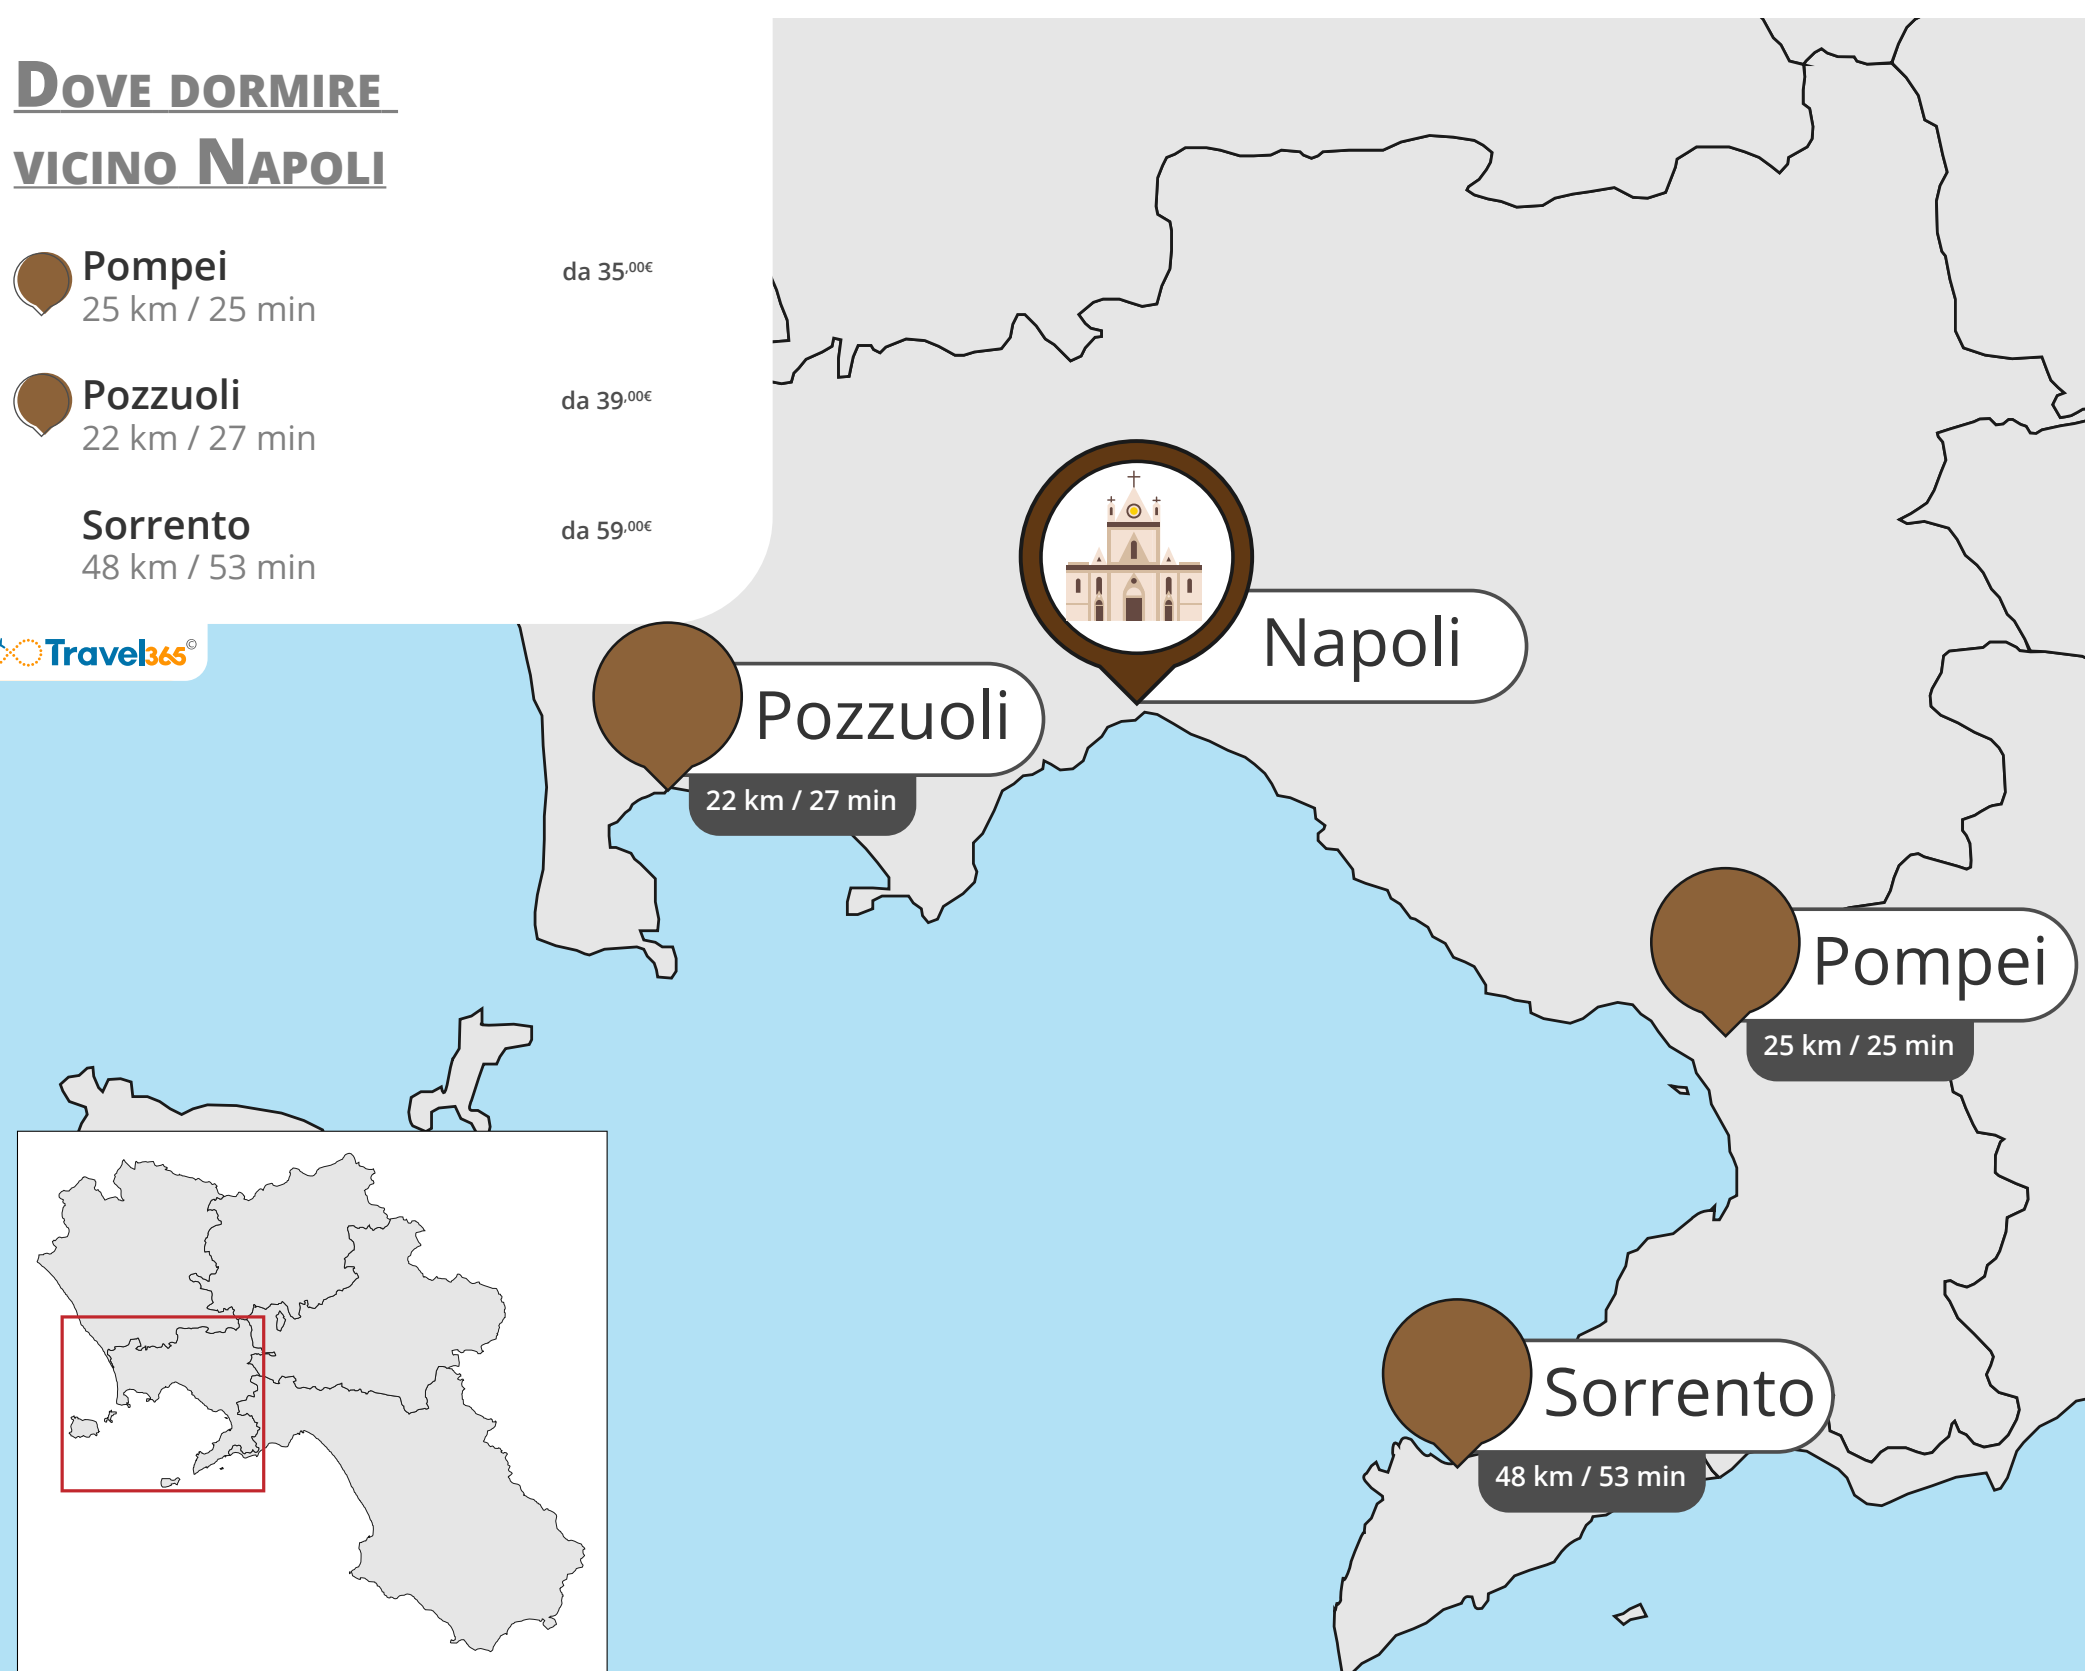 Dove dormire
vicino Napoli
Pompei da 35,00€
25 km / 25 min
Pozzuoli da 39,00€
22 km / 27 min
Sorrento da 59,00€
48 km / 53 min
Travel365©
Napoli
Pozzuoli
22 km / 27 min
Pompei
25 km / 25 min
Sorrento
48 km / 53 min